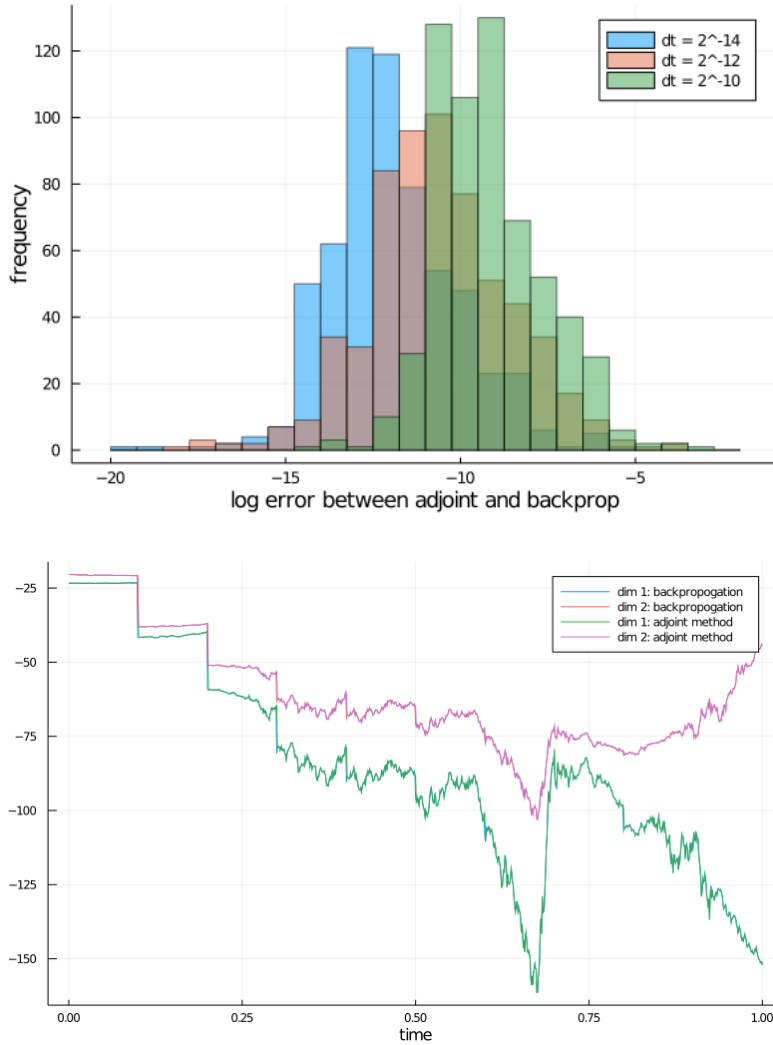 120
100
80
60
40
20
0
frequency
dt = 2^-14
dt = 2^-12
dt = 2^-10
−20
−15
−10
−5
log error between adjoint and backprop
−25
−50
−75
−100
−125
−150
dim 1: backpropogation
dim 2: backpropogation
dim 1: adjoint method
dim 2: adjoint method
0.00
0.25
0.50
0.75
1.00
time